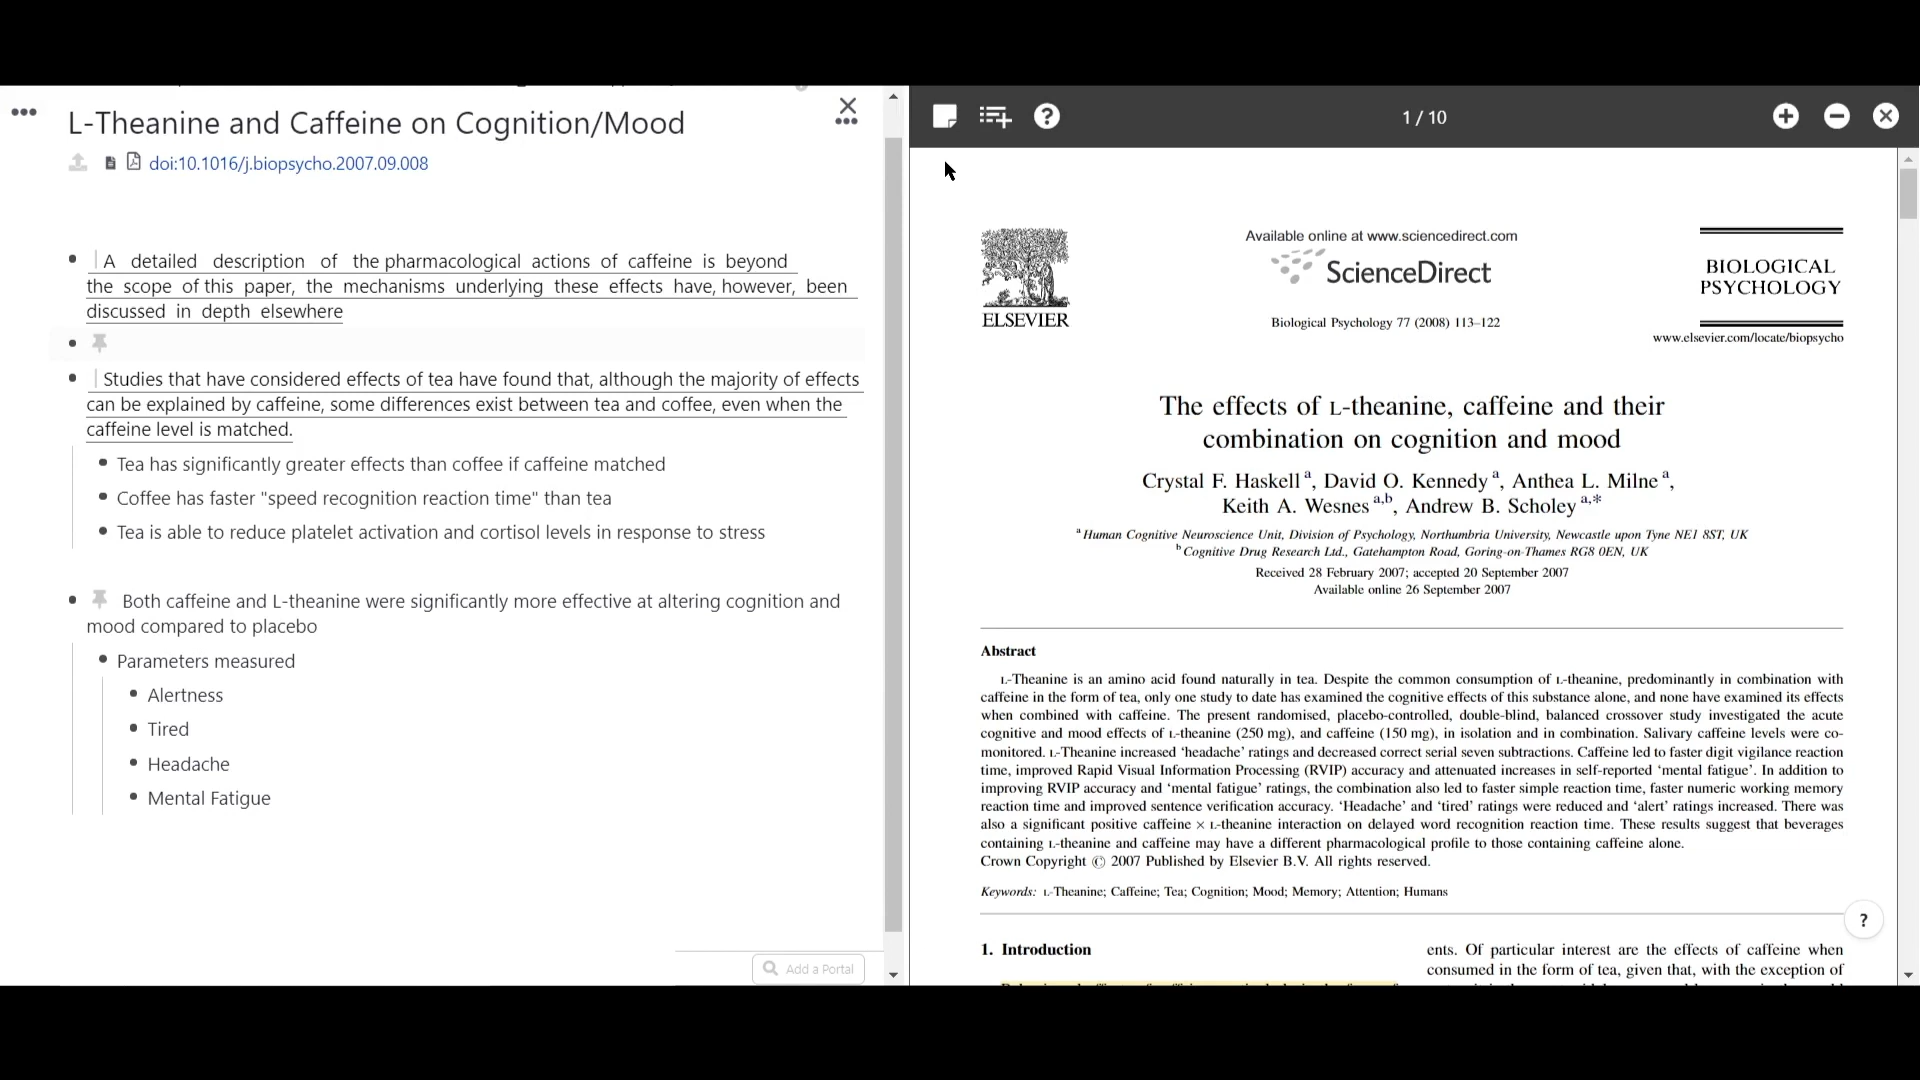 L-Theanine and Caffeine on Cognition/Mood
doi:10.1016/j.biopsycho.2007.09.008
A detailed description of the pharmacological actions of caffeine is beyond
the scope of this paper, the mechanisms underlying these effects have, however, been
discussed in depth elsewhere
Studies that have considered effects of tea have found that, although the majority of effects
can be explained by caffeine, some differences exist between tea and coffee, even when the
caffeine level is matched.
Tea has significantly greater effects than coffee if caffeine matched
Coffee has faster "speed recognition reaction time" than tea
Tea is able to reduce platelet activation and cortisol levels in response to stress
Both caffeine and L-theanine were significantly more effective at altering cognition and
mood compared to placebo
Parameters measured
Alertness
Tired
Headache
Mental Fatigue
Add a Portal
1 / 10
Available online at www.sciencedirect.com
ScienceDirect
ELSEVIER
Biological Psychology 77 (2008) 113–122
BIOLOGICAL
PSYCHOLOGY
www.elsevier.com/locate/biopsycho
The effects of L-theanine, caffeine and their
combination on cognition and mood
Crystal F. Haskell a, David O. Kennedy a, Anthea L. Milne a,
Keith A. Wesnes a,b, Andrew B. Scholey a,*
a Human Cognitive Neuroscience Unit, Division of Psychology, Northumbria University, Newcastle upon Tyne NE1 8ST, UK
b Cognitive Drug Research Ltd., Gatehampton Road, Goring-on-Thames RG8 0EN, UK
Received 28 February 2007; accepted 20 September 2007
Available online 26 September 2007
Abstract
L-Theanine is an amino acid found naturally in tea. Despite the common consumption of L-theanine, predominantly in combination with
caffeine in the form of tea, only one study to date has examined the cognitive effects of this substance alone, and none have examined its effects
when combined with caffeine. The present randomised, placebo-controlled, double-blind, balanced crossover study investigated the acute
cognitive and mood effects of L-theanine (250 mg), and caffeine (150 mg), in isolation and in combination. Salivary caffeine levels were co-
monitored. L-Theanine increased ‘headache’ ratings and decreased correct serial seven subtractions. Caffeine led to faster digit vigilance reaction
time, improved Rapid Visual Information Processing (RVIP) accuracy and attenuated increases in self-reported ‘mental fatigue’. In addition to
improving RVIP accuracy and ‘mental fatigue’ ratings, the combination also led to faster simple reaction time, faster numeric working memory
reaction time and improved sentence verification accuracy. ‘Headache’ and ‘tired’ ratings were reduced and ‘alert’ ratings increased. There was
also a significant positive caffeine × L-theanine interaction on delayed word recognition reaction time. These results suggest that beverages
containing L-theanine and caffeine may have a different pharmacological profile to those containing caffeine alone.
Crown Copyright © 2007 Published by Elsevier B.V. All rights reserved.
Keywords: L-Theanine; Caffeine; Tea; Cognition; Mood; Memory; Attention; Humans
?
1. Introduction
ents. Of particular interest are the effects of caffeine when
consumed in the form of tea, given that, with the exception of